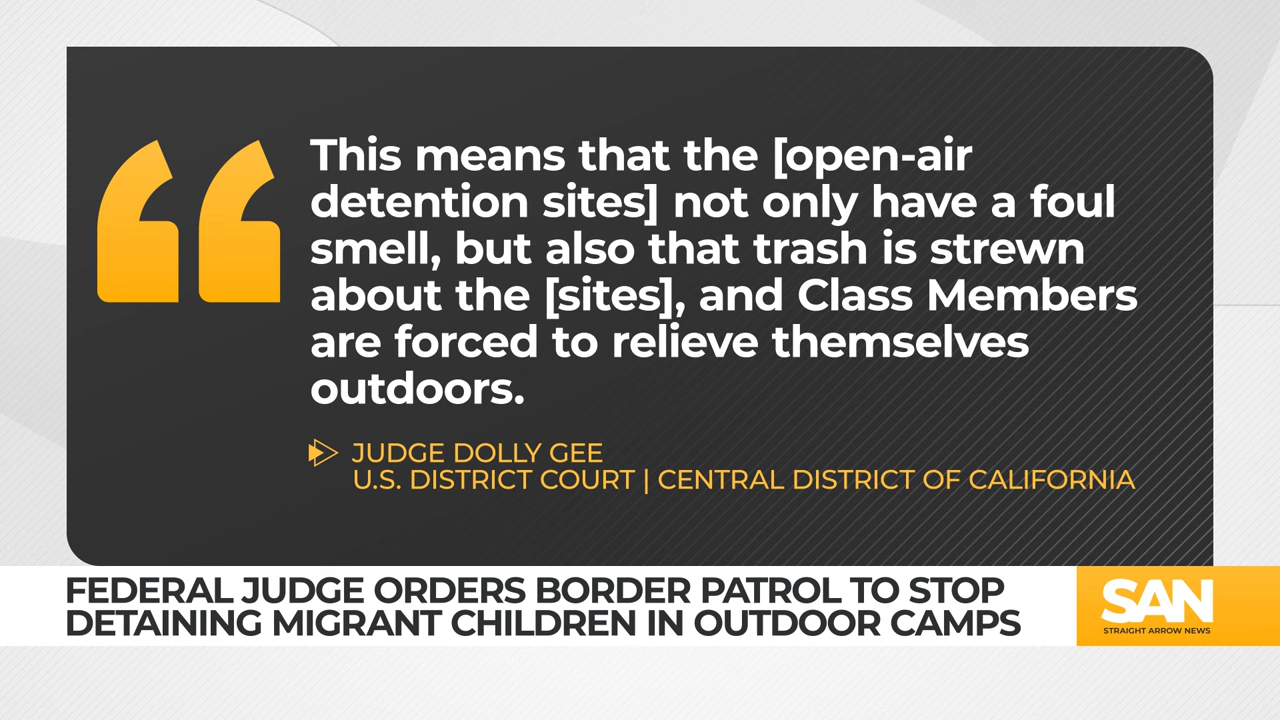 This means that the [open-air
detention sites] not only have a foul
smell, but also that trash is strewn
about the [sites], and Class Members
are forced to relieve themselves
outdoors.
JUDGE DOLLY GEE
U.S. DISTRICT COURT | CENTRAL DISTRICT OF CALIFORNIA
FEDERAL JUDGE ORDERS BORDER PATROL TO STOP
DETAINING MIGRANT CHILDREN IN OUTDOOR CAMPS
SAN
STRAIGHT ARROW NEWS